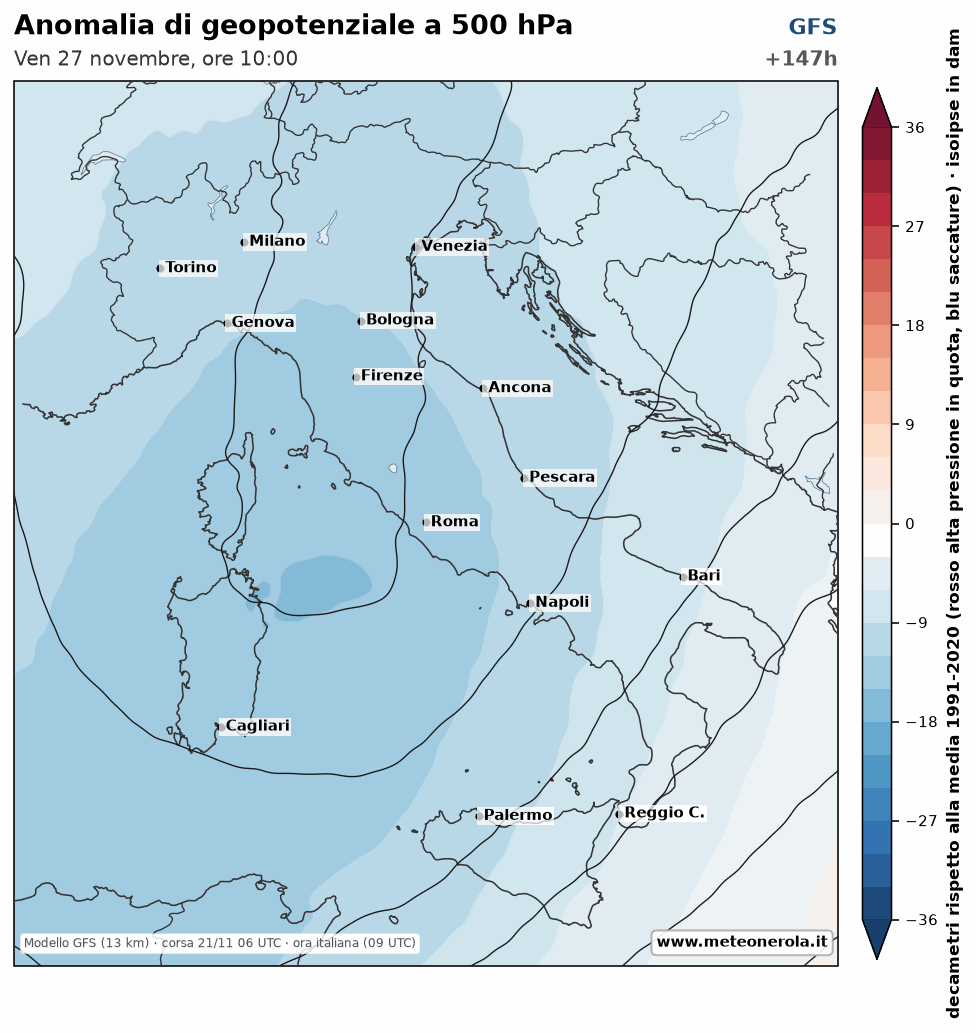 Anomalia di geopotenziale a 500 hPa
GFS
Ven 27 novembre, ore 10:00
+147h
Milano
Venezia
Torino
Genova
Bologna
Firenze
Ancona
Pescara
Roma
Bari
Napoli
Cagliari
Palermo
Reggio C.
Modello GFS (13 km) · corsa 21/11 06 UTC · ora italiana (09 UTC)
www.meteonerola.it
36
27
18
9
0
−9
−18
−27
−36
decametri rispetto alla media 1991-2020 (rosso alta pressione in quota, blu saccature) · isoipse in dam